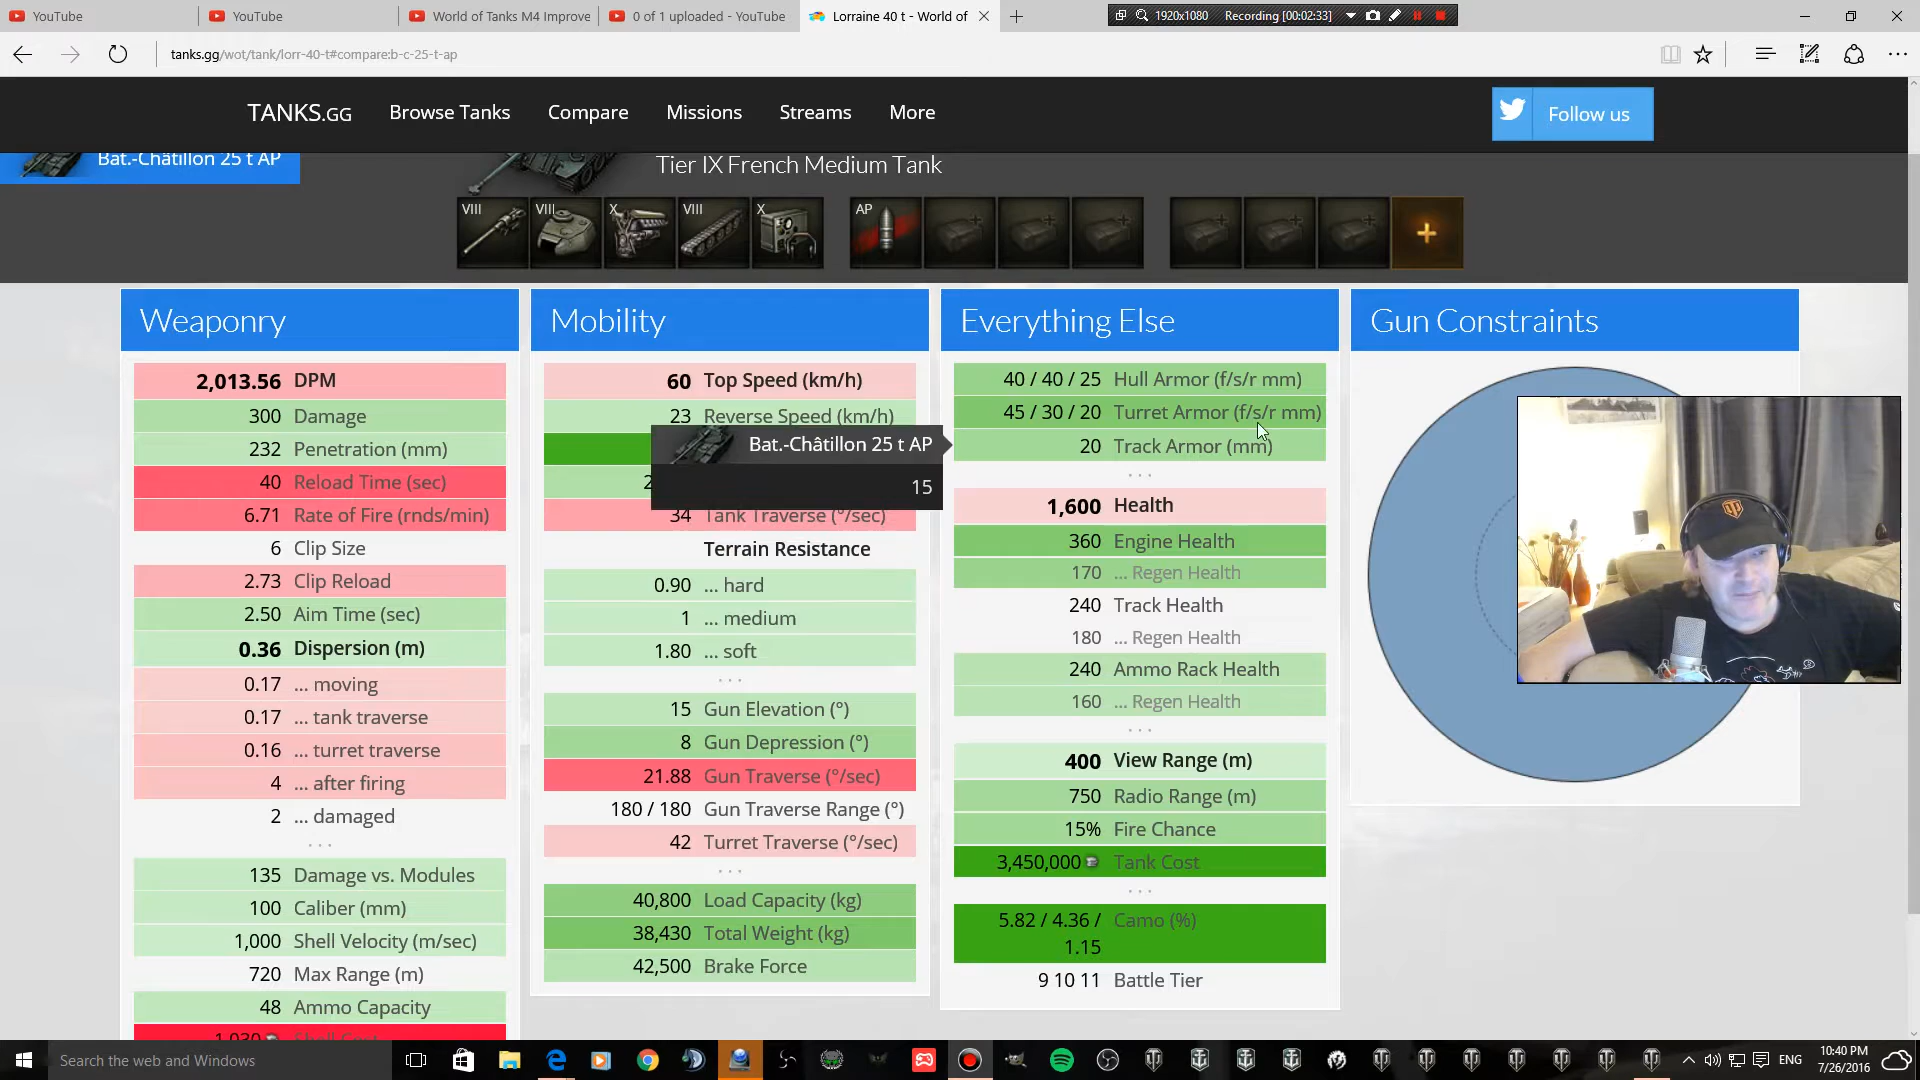 YouTube
YouTube
World of Tanks M4 Improve
0 of 1 uploaded - YouTube
Lorraine 40 t - World of
1920x1080
Recording [00:02:33]
tanks.gg/wot/tank/lorr-40-t#compare:b-c-25-t-ap
TANKS.GG
Browse Tanks
Compare
Missions
Streams
More
Follow us
Bat.-Châtillon 25 t AP
Tier IX French Medium Tank
VIII
VIII
X
VIII
X
AP
Weaponry
2,013.56 DPM
300 Damage
232 Penetration (mm)
40 Reload Time (sec)
6.71 Rate of Fire (rnds/min)
6 Clip Size
2.73 Clip Reload
2.50 Aim Time (sec)
0.36 Dispersion (m)
0.17 ... moving
0.17 ... tank traverse
0.16 ... turret traverse
4 ... after firing
2 ... damaged
...
135 Damage vs. Modules
100 Caliber (mm)
1,000 Shell Velocity (m/sec)
720 Max Range (m)
48 Ammo Capacity
1,030 Shell Cost
Mobility
60 Top Speed (km/h)
23 Reverse Speed (km/h)
Bat.-Châtillon 25 t AP
15
2
34 Tank Traverse (°/sec)
Terrain Resistance
0.90 ... hard
1 ... medium
1.80 ... soft
...
15 Gun Elevation (°)
8 Gun Depression (°)
21.88 Gun Traverse (°/sec)
180 / 180 Gun Traverse Range (°)
42 Turret Traverse (°/sec)
...
40,800 Load Capacity (kg)
38,430 Total Weight (kg)
42,500 Brake Force
Everything Else
40 / 40 / 25 Hull Armor (f/s/r mm)
45 / 30 / 20 Turret Armor (f/s/r mm)
20 Track Armor (mm)
...
1,600 Health
360 Engine Health
170 ... Regen Health
240 Track Health
180 ... Regen Health
240 Ammo Rack Health
160 ... Regen Health
...
400 View Range (m)
750 Radio Range (m)
15% Fire Chance
3,450,000 Tank Cost
...
5.82 / 4.36 / Camo (%)
1.15
9 10 11 Battle Tier
Gun Constraints
Search the web and Windows
ENG
10:40 PM
7/26/2016